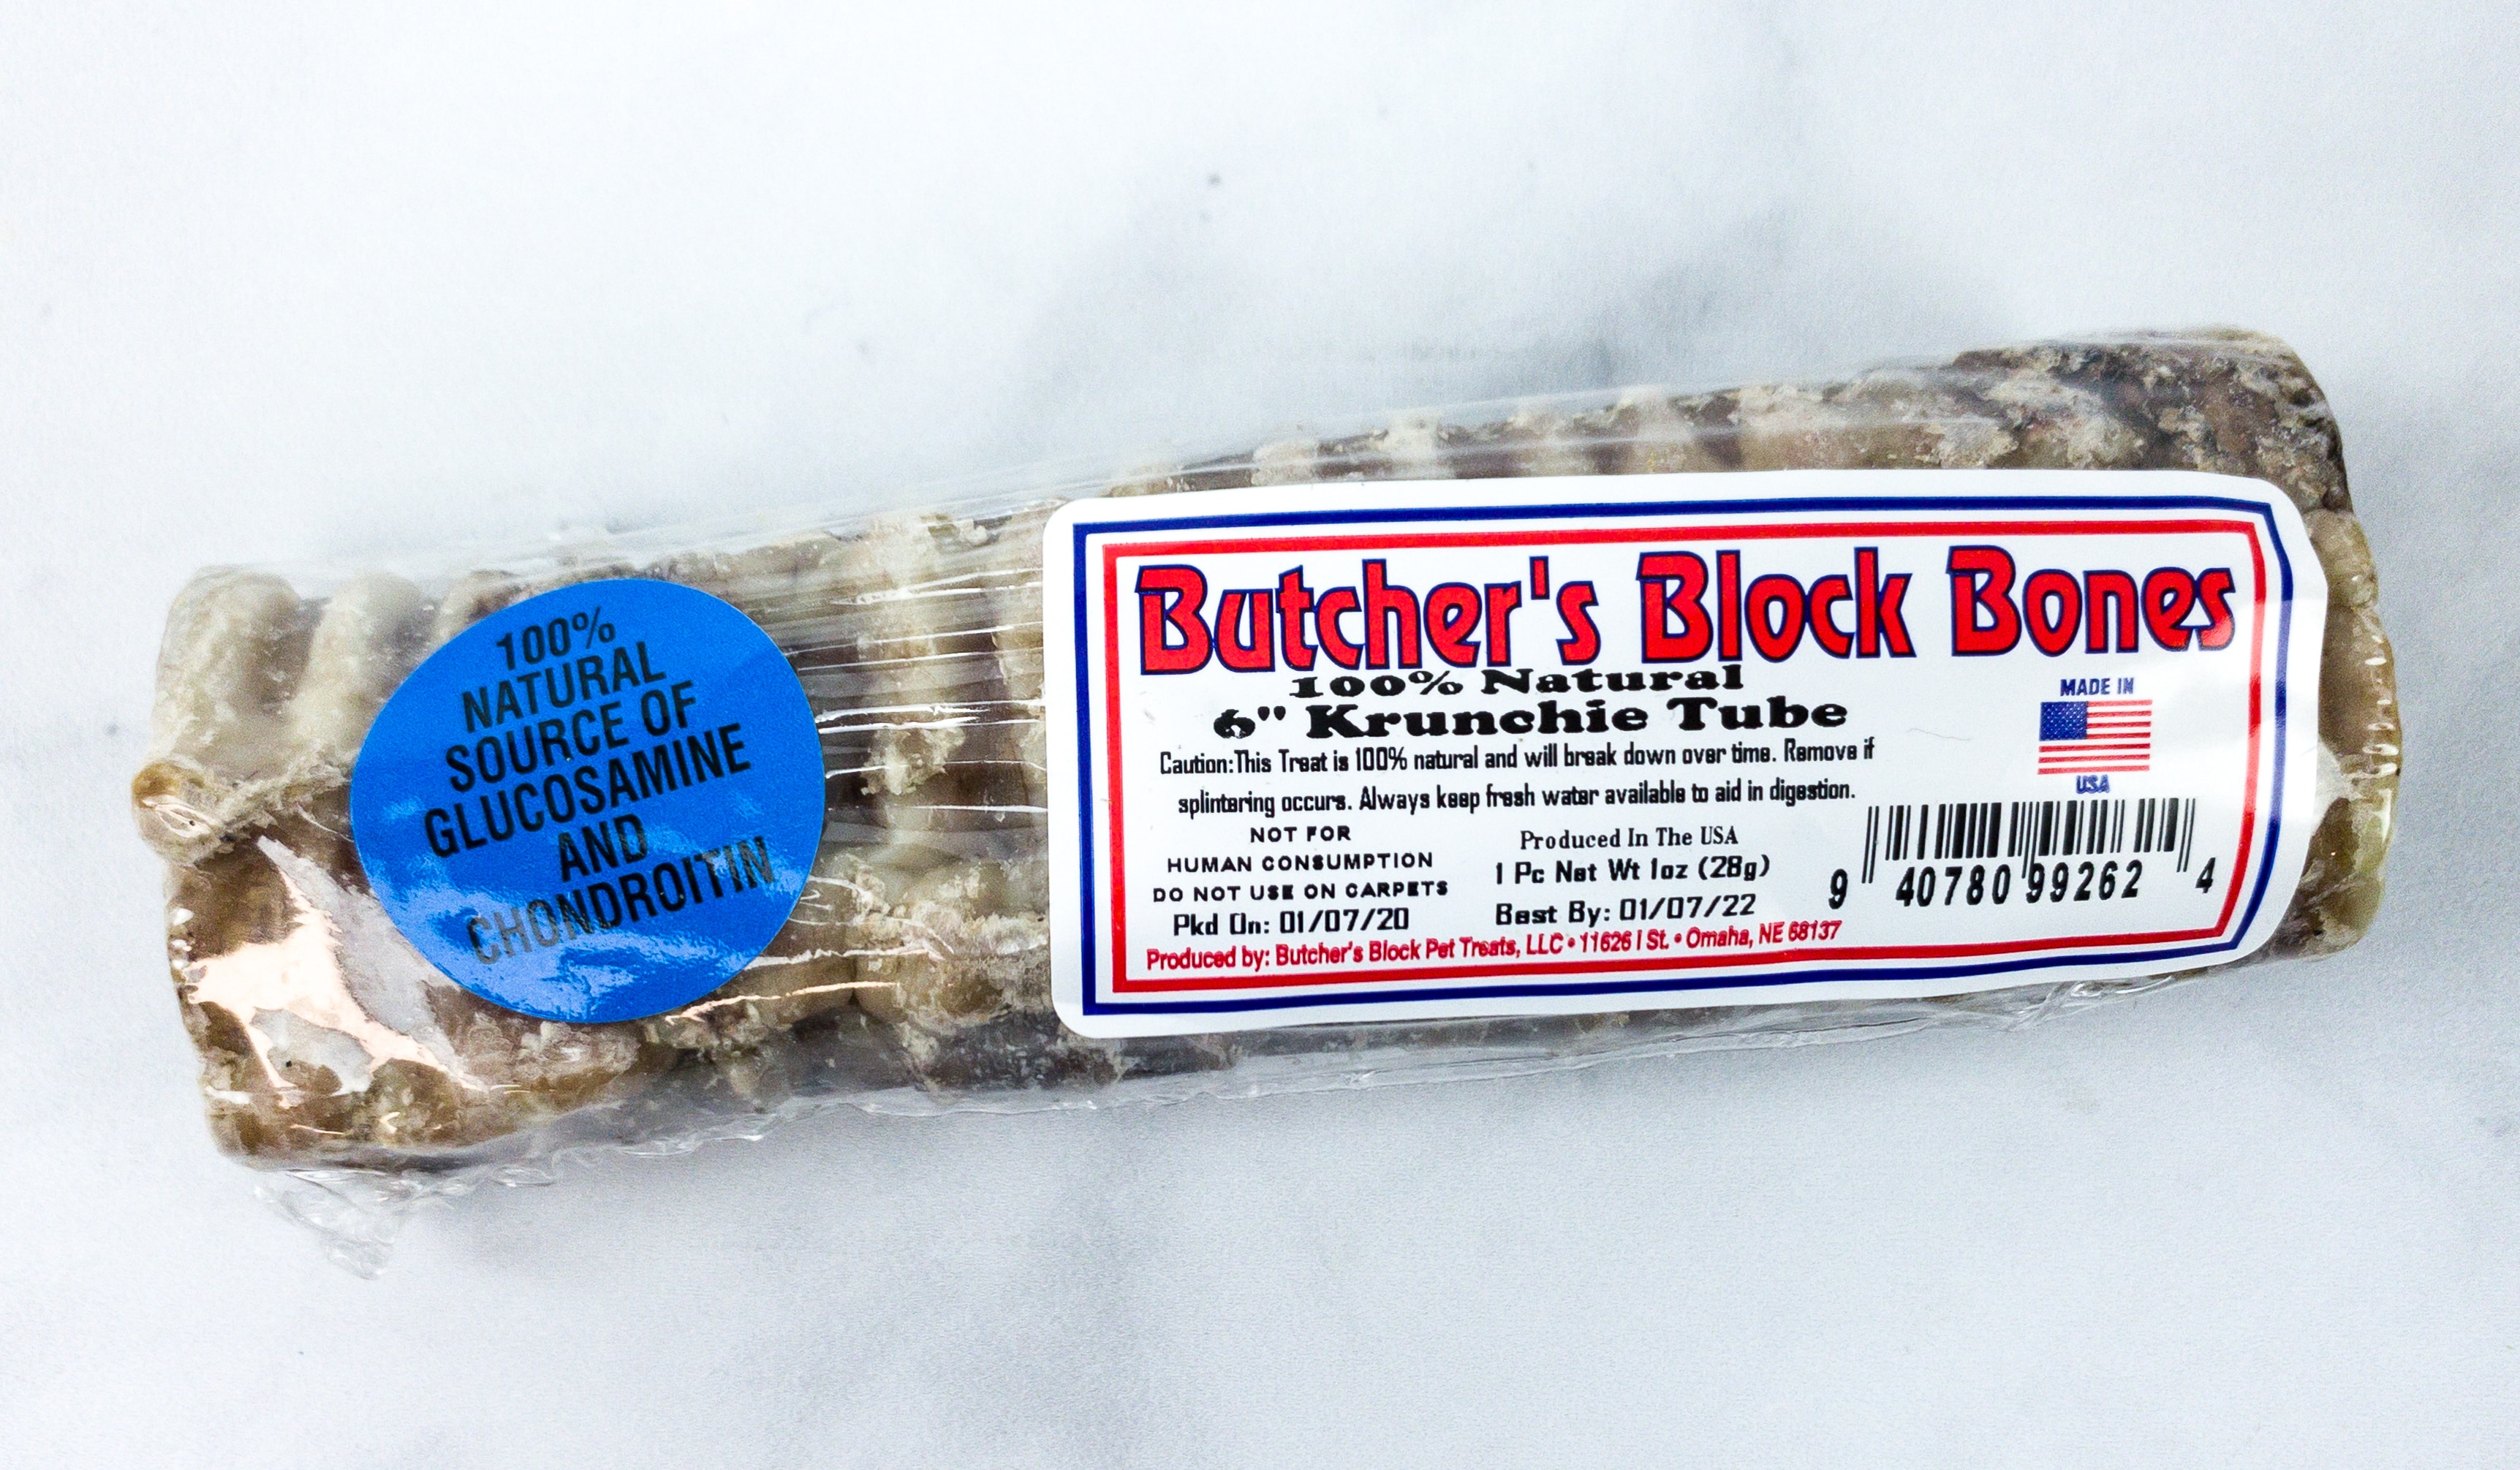 100%
NATURAL
SOURCE OF
GLUCOSAMINE
AND
CHONDROITIN
Butcher's Block Bones
100% Natural
6" Krunchie Tube
Caution:This Treat is 100% natural and will break down over time. Remove if
splintering occurs. Always keep fresh water available to aid in digestion.
NOT FOR
HUMAN CONSUMPTION
DO NOT USE ON CARPETS
Pkd On: 01/07/20
Produced In The USA
1 Pc Net Wt 1oz (28g)
Best By: 01/07/22
MADE IN
USA
9 40780 99262 4
Produced by: Butcher's Block Pet Treats, LLC • 11626 I St. • Omaha, NE 68137